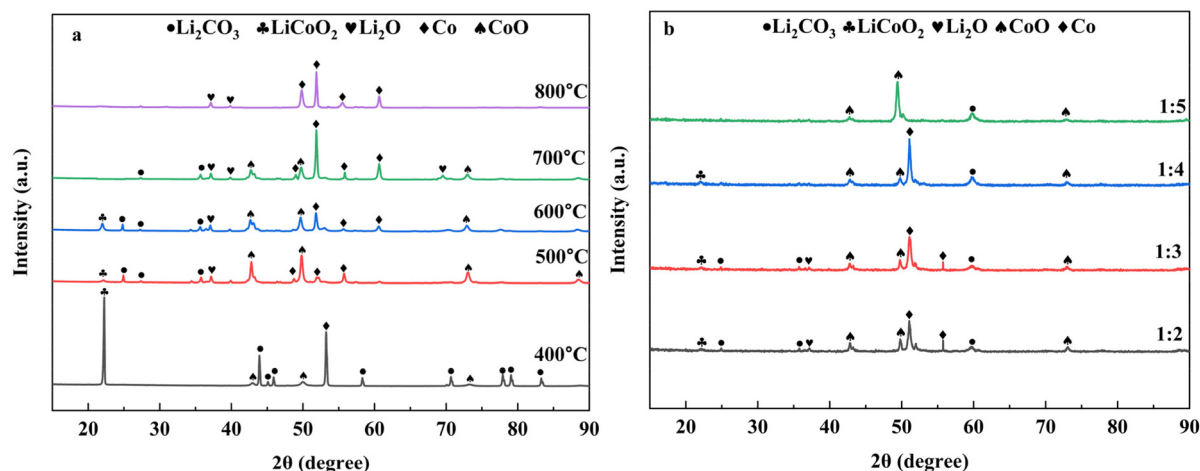 a
●Li₂CO₃ ♣LiCoO₂ ♥Li₂O ♦Co ♠CoO
800°C
700°C
600°C
500°C
400°C
Intensity (a.u.)
20 30 40 50 60 70 80 90
2θ (degree)
b
●Li₂CO₃ ♣LiCoO₂ ♥Li₂O ♠CoO ♦Co
1:5
1:4
1:3
1:2
Intensity (a.u.)
20 30 40 50 60 70 80 90
2θ (degree)